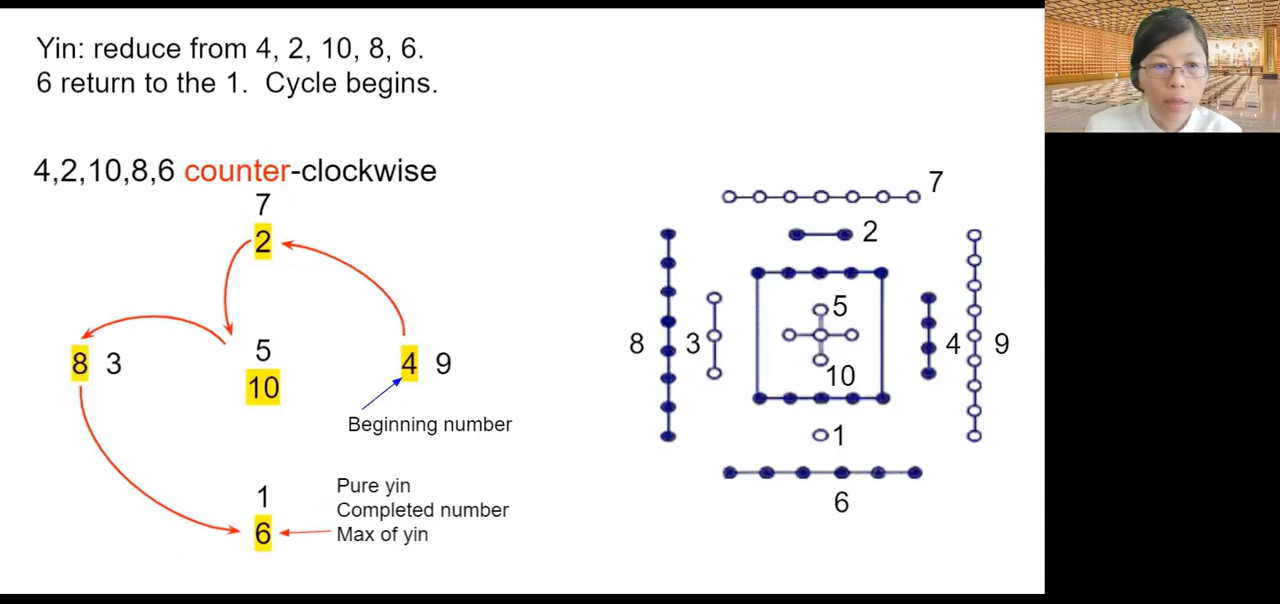 Yin: reduce from 4, 2, 10, 8, 6.
6 return to the 1. Cycle begins.
4,2,10,8,6 counter-clockwise
7
2
8 3
5
10
4 9
Beginning number
1
6
Pure yin
Completed number
Max of yin
7
2
8
3
5
10
4
9
1
6